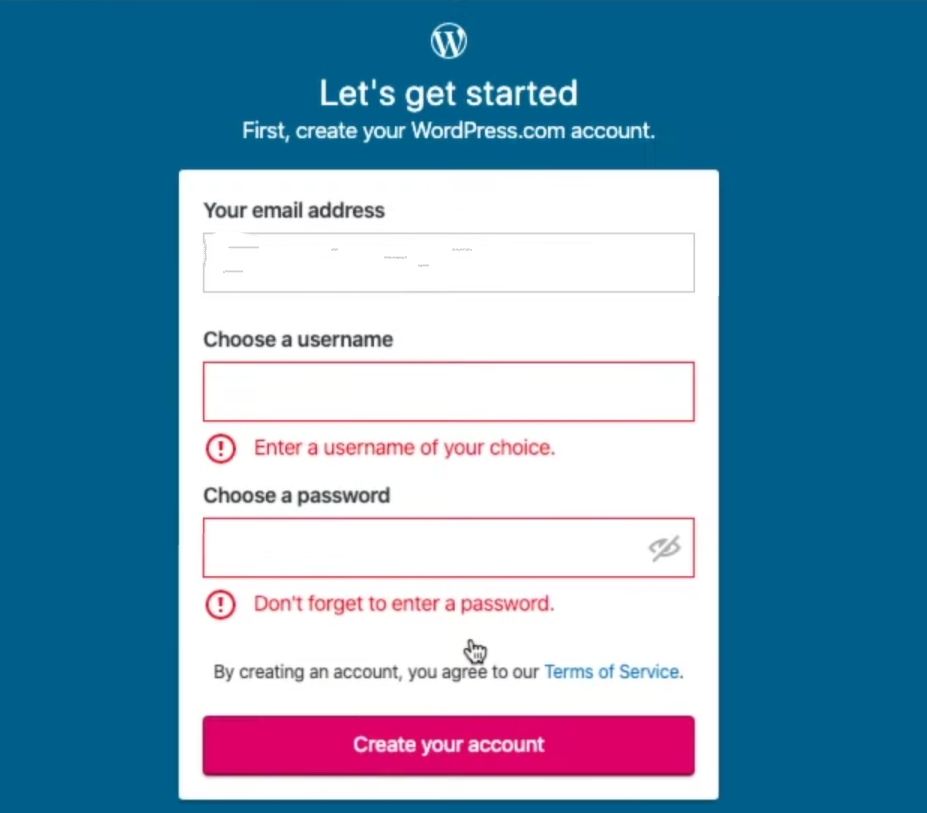 Let's get started
First, create your WordPress.com account.
Your email address
Choose a username
Enter a username of your choice.
Choose a password
Don't forget to enter a password.
By creating an account, you agree to our Terms of Service.
Create your account